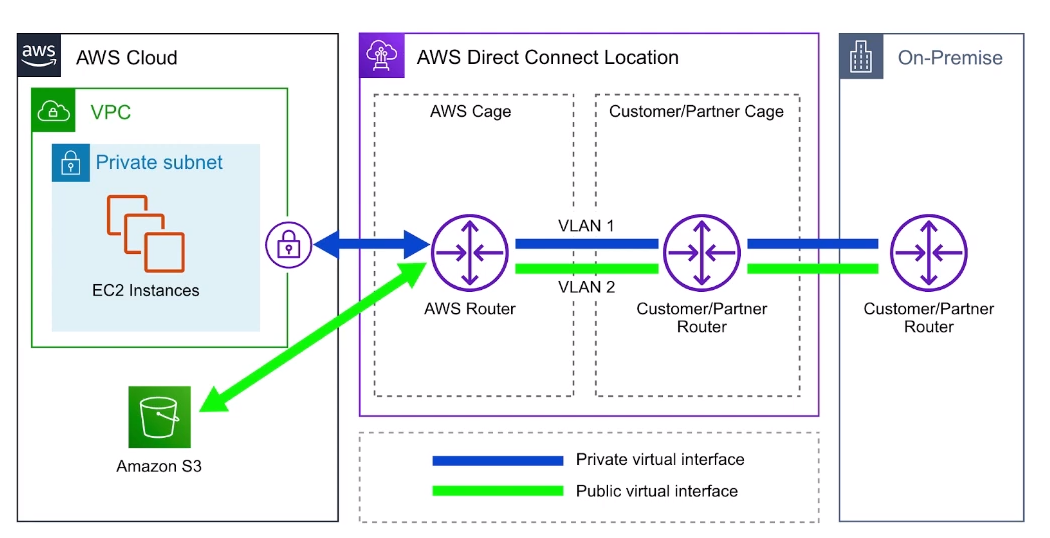 aws
AWS Cloud
VPC
Private subnet
EC2 Instances
Amazon S3
AWS Direct Connect Location
AWS Cage
Customer/Partner Cage
VLAN 1
VLAN 2
AWS Router
Customer/Partner
Router
On-Premise
Customer/Partner
Router
Private virtual interface
Public virtual interface